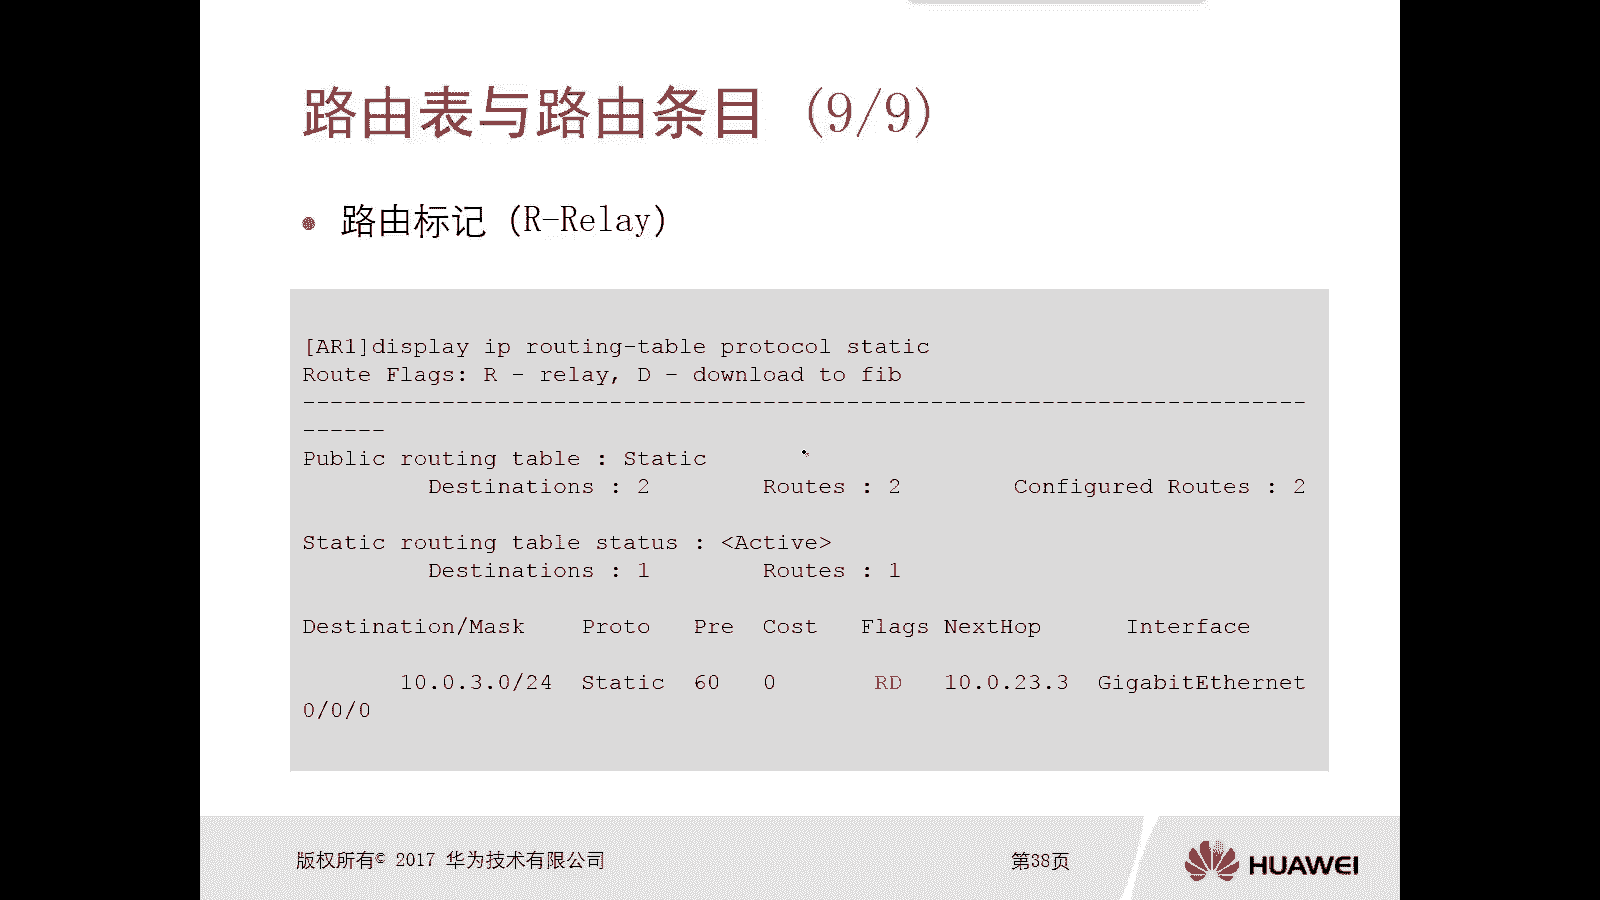 路由表与路由条目 (9/9)
路由标记（R-Relay）
[AR1]display ip routing-table protocol static
Route Flags: R - relay, D - download to fib
------------------------------------------------------------------------
------
Public routing table : Static
Destinations : 2 Routes : 2 Configured Routes : 2
Static routing table status : <Active>
Destinations : 1 Routes : 1
Destination/Mask Proto Pre Cost Flags NextHop Interface
10.0.3.0/24 Static 60 0 RD 10.0.23.3 GigabitEthernet
0/0/0
版权所有© 2017 华为技术有限公司 第38页 HUAWEI